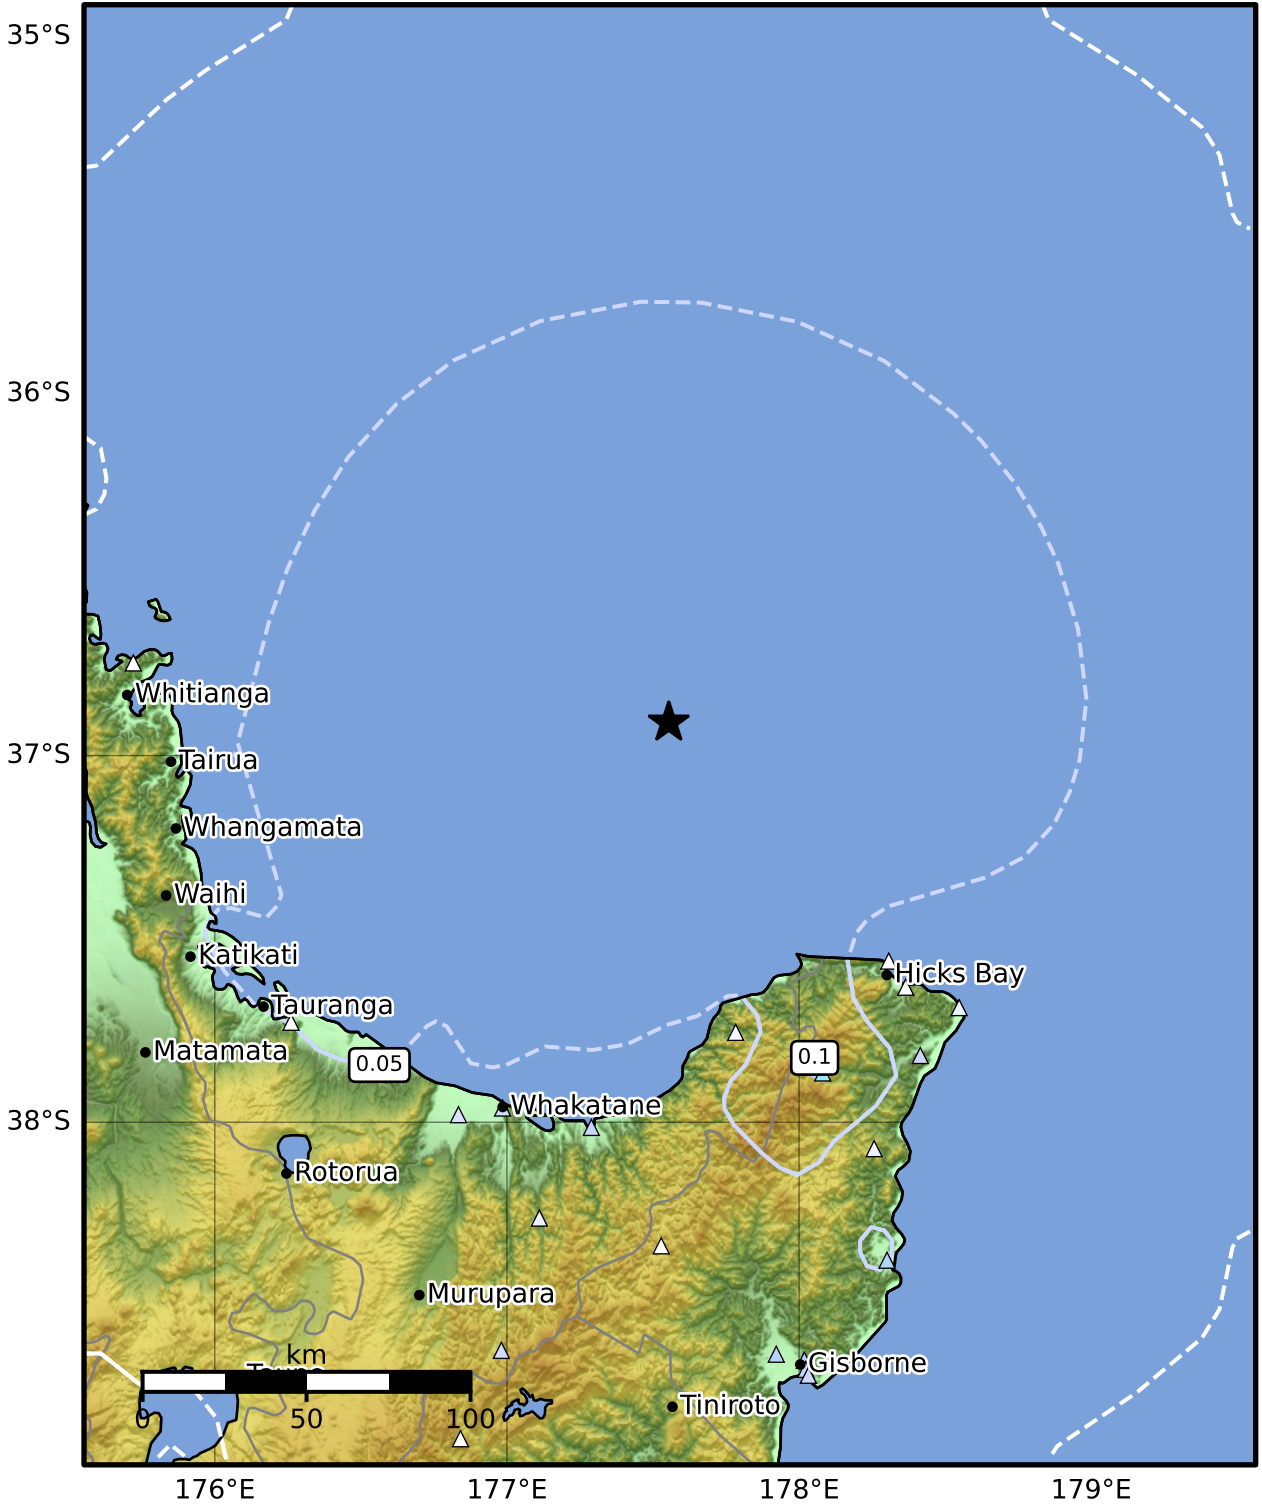 35°S
36°S
Whitianga
37°S
Tairua
Whangamata
Waihi
Katikati
Hicks Bay
Tauranga
Matamata
0.05
0.1
Whakatane
38°S
Rotorua
Murupara
km
Gisborne
Taupo
Tiniroto
0
50
100
176°E
177°E
178°E
179°E